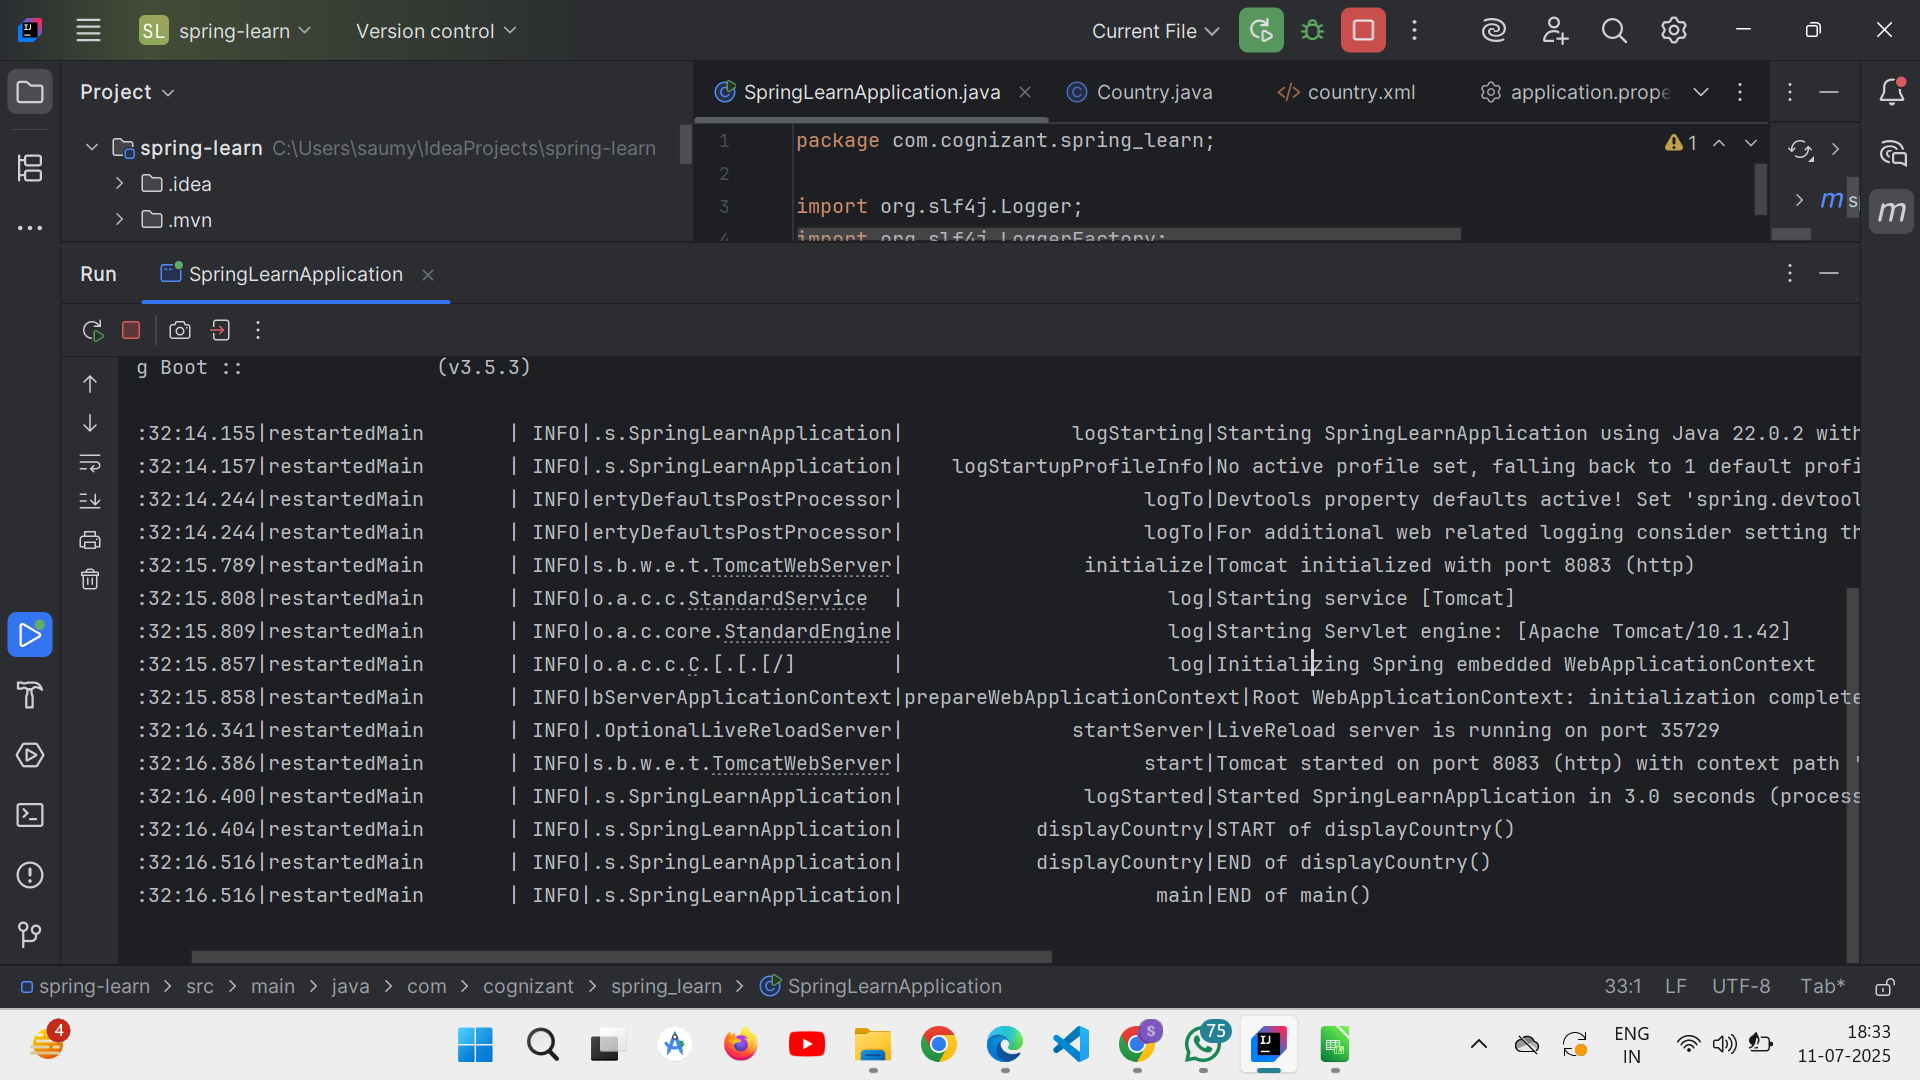 SL spring-learn Version control Current File
Project SpringLearnApplication.java Country.java country.xml application.prope
spring-learn C:\Users\saumy\IdeaProjects\spring-learn
.idea
.mvn
1 package com.cognizant.spring_learn; 1
2
3 import org.slf4j.Logger;
4 import org.slf4j.LoggerFactory;
m
m
Run SpringLearnApplication
g Boot :: (v3.5.3)
:32:14.155|restartedMain | INFO|.s.SpringLearnApplication| logStarting|Starting SpringLearnApplication using Java 22.0.2 with
:32:14.157|restartedMain | INFO|.s.SpringLearnApplication| logStartupProfileInfo|No active profile set, falling back to 1 default profi
:32:14.244|restartedMain | INFO|ertyDefaultsPostProcessor| logTo|Devtools property defaults active! Set 'spring.devtool
:32:14.244|restartedMain | INFO|ertyDefaultsPostProcessor| logTo|For additional web related logging consider setting th
:32:15.789|restartedMain | INFO|s.b.w.e.t.TomcatWebServer| initialize|Tomcat initialized with port 8083 (http)
:32:15.808|restartedMain | INFO|o.a.c.c.StandardService | log|Starting service [Tomcat]
:32:15.809|restartedMain | INFO|o.a.c.core.StandardEngine| log|Starting Servlet engine: [Apache Tomcat/10.1.42]
:32:15.857|restartedMain | INFO|o.a.c.c.C.[.[.[/] | log|Initializing Spring embedded WebApplicationContext
:32:15.858|restartedMain | INFO|bServerApplicationContext|prepareWebApplicationContext|Root WebApplicationContext: initialization complete
:32:16.341|restartedMain | INFO|.OptionalLiveReloadServer| startServer|LiveReload server is running on port 35729
:32:16.386|restartedMain | INFO|s.b.w.e.t.TomcatWebServer| start|Tomcat started on port 8083 (http) with context path '
:32:16.400|restartedMain | INFO|.s.SpringLearnApplication| logStarted|Started SpringLearnApplication in 3.0 seconds (process
:32:16.404|restartedMain | INFO|.s.SpringLearnApplication| displayCountry|START of displayCountry()
:32:16.516|restartedMain | INFO|.s.SpringLearnApplication| displayCountry|END of displayCountry()
:32:16.516|restartedMain | INFO|.s.SpringLearnApplication| main|END of main()
spring-learn > src > main > java > com > cognizant > spring_learn > SpringLearnApplication 33:1 LF UTF-8 Tab*
4 S 75 ENG 18:33
IN 11-07-2025